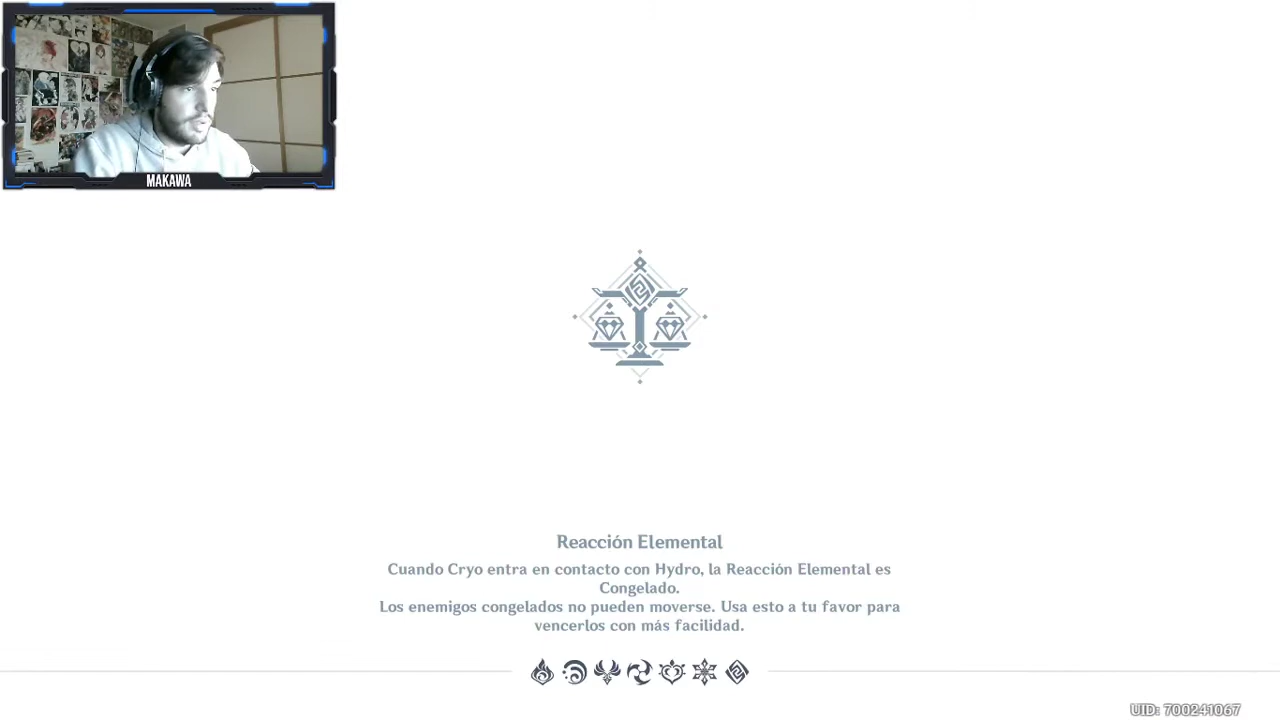 MAKAWA
Reacción Elemental
Cuando Cryo entra en contacto con Hydro, la Reacción Elemental es
Congelado.
Los enemigos congelados no pueden moverse. Usa esto a tu favor para
vencerlos con más facilidad.
UID: 700241067